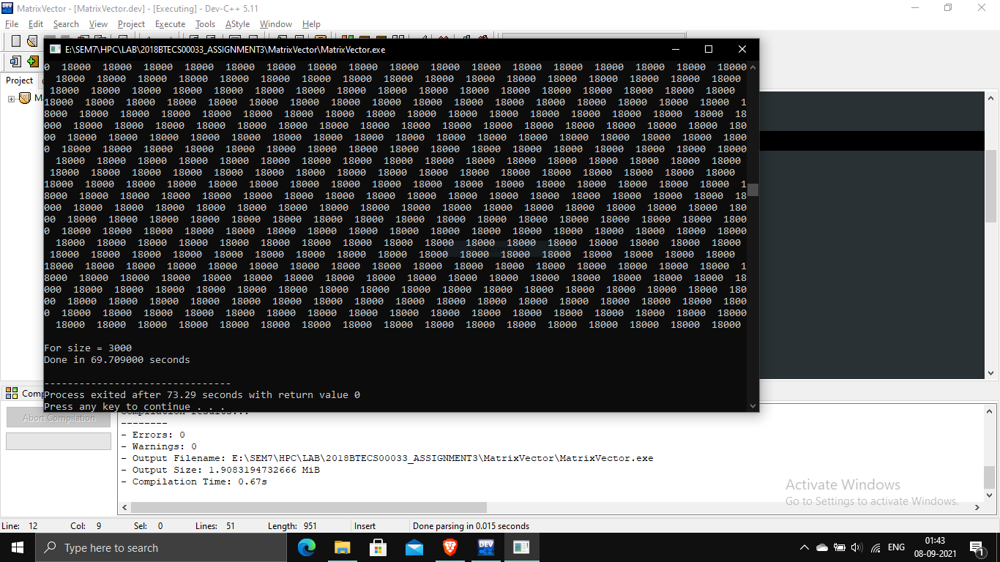 MatrixVector - [MatrixVector.dev] - [Executing] - Dev-C++ 5.11
File Edit Search View Project Execute Tools AStyle Window Help
E:\SEM7\HPC\LAB\2018BTECS00033_ASSIGNMENT3\MatrixVector\MatrixVector.exe
Project
0  18000  18000  18000  18000  18000  18000  18000  18000  18000  18000  18000  18000  18000  18000  18000  18000  18000
18000  18000  18000  18000  18000  18000  18000  18000  18000  18000  18000  18000  18000  18000  18000  18000  18000
18000  18000  18000  18000  18000  18000  18000  18000  18000  18000  18000  18000  18000  18000  18000  18000  18000
18000  18000  18000  18000  18000  18000  18000  18000  18000  18000  18000  18000  18000  18000  18000  18000  18000  1
8000  18000  18000  18000  18000  18000  18000  18000  18000  18000  18000  18000  18000  18000  18000  18000  18000  18
000  18000  18000  18000  18000  18000  18000  18000  18000  18000  18000  18000  18000  18000  18000  18000  18000  180
00  18000  18000  18000  18000  18000  18000  18000  18000  18000  18000  18000  18000  18000  18000  18000  18000  1800
0  18000  18000  18000  18000  18000  18000  18000  18000  18000  18000  18000  18000  18000  18000  18000  18000  18000
18000  18000  18000  18000  18000  18000  18000  18000  18000  18000  18000  18000  18000  18000  18000  18000  18000
18000  18000  18000  18000  18000  18000  18000  18000  18000  18000  18000  18000  18000  18000  18000  18000  18000
18000  18000  18000  18000  18000  18000  18000  18000  18000  18000  18000  18000  18000  18000  18000  18000  18000  1
8000  18000  18000  18000  18000  18000  18000  18000  18000  18000  18000  18000  18000  18000  18000  18000  18000  18
000  18000  18000  18000  18000  18000  18000  18000  18000  18000  18000  18000  18000  18000  18000  18000  18000  180
00  18000  18000  18000  18000  18000  18000  18000  18000  18000  18000  18000  18000  18000  18000  18000  18000  1800
0  18000  18000  18000  18000  18000  18000  18000  18000  18000  18000  18000  18000  18000  18000  18000  18000  18000
18000  18000  18000  18000  18000  18000  18000  18000  18000  18000  18000  18000  18000  18000  18000  18000  18000
18000  18000  18000  18000  18000  18000  18000  18000  18000  18000  18000  18000  18000  18000  18000  18000  18000
18000  18000  18000  18000  18000  18000  18000  18000  18000  18000  18000  18000  18000  18000  18000  18000  18000  1
8000  18000  18000  18000  18000  18000  18000  18000  18000  18000  18000  18000  18000  18000  18000  18000  18000  18
000  18000  18000  18000  18000  18000  18000  18000  18000  18000  18000  18000  18000  18000  18000  18000  18000  180
00  18000  18000  18000  18000  18000  18000  18000  18000  18000  18000  18000  18000  18000  18000  18000  18000  1800
0  18000  18000  18000  18000  18000  18000  18000  18000  18000  18000  18000  18000  18000  18000  18000  18000  18000
18000  18000  18000  18000  18000  18000  18000  18000  18000  18000  18000  18000  18000  18000  18000  18000  18000
For size = 3000
Done in 69.709000 seconds
--------------------------------
Process exited after 73.29 seconds with return value 0
Press any key to continue . . .
Abort Compilation
Compilation results...
--------
- Errors: 0
- Warnings: 0
- Output Filename: E:\SEM7\HPC\LAB\2018BTECS00033_ASSIGNMENT3\MatrixVector\MatrixVector.exe
- Output Size: 1.9083194732666 MiB
- Compilation Time: 0.67s
Activate Windows
Go to Settings to activate Windows.
Line: 12 Col: 9 Sel: 0 Lines: 51 Length: 951 Insert Done parsing in 0.015 seconds
Type here to search
DEV
ENG
01:43
08-09-2021
1